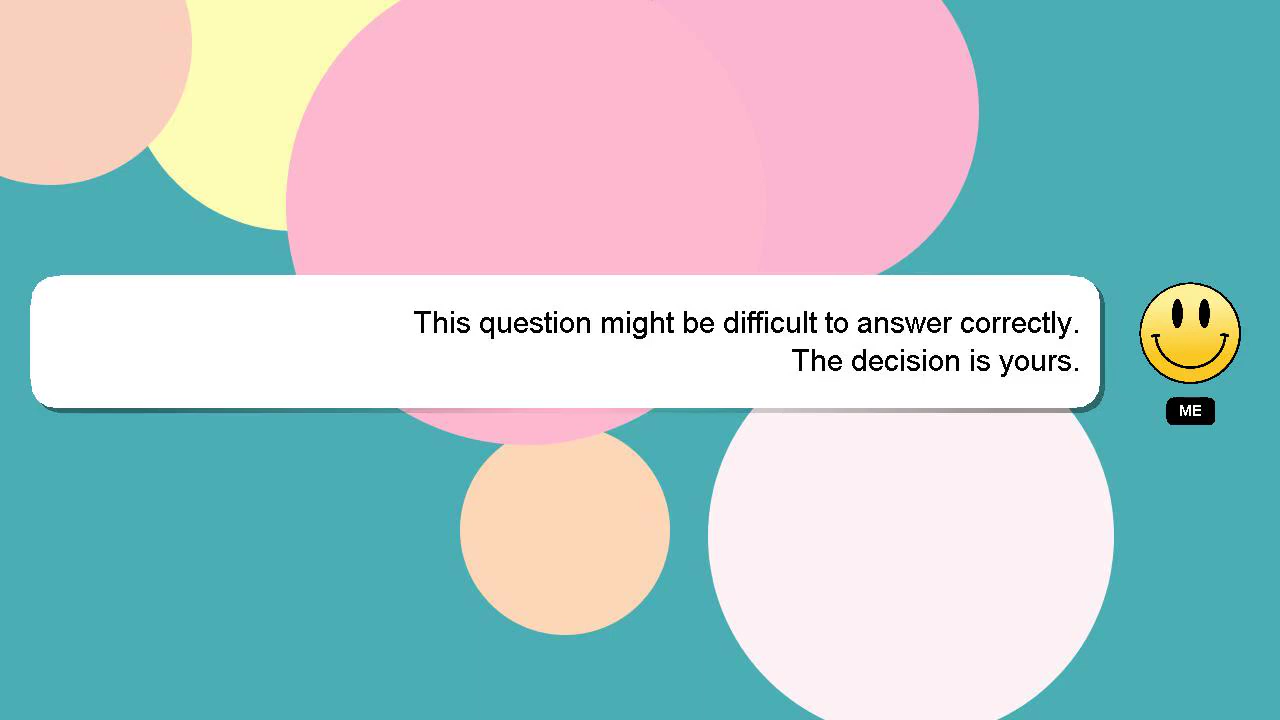 This question might be difficult to answer correctly.
The decision is yours.
ME